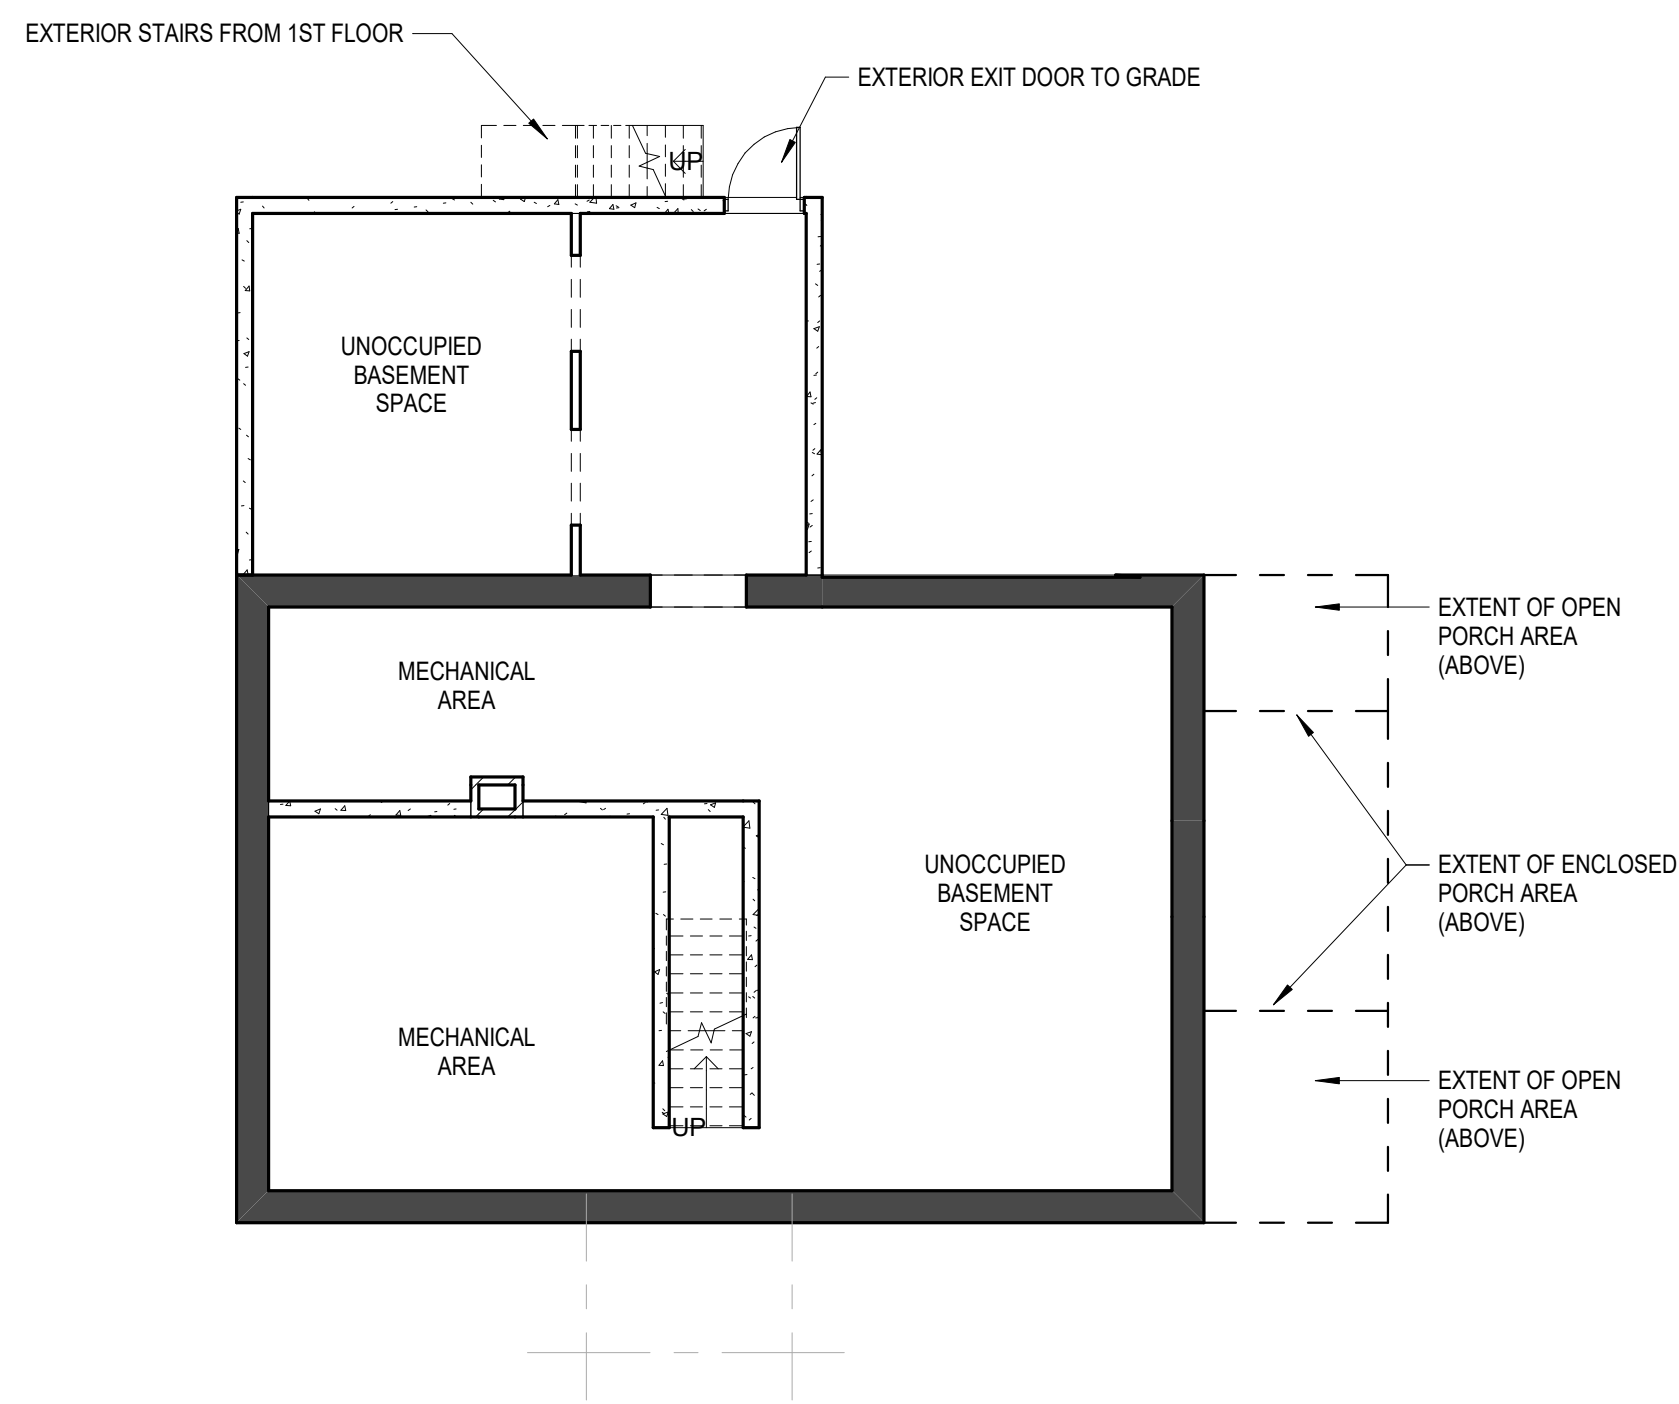 EXTERIOR STAIRS FROM 1ST FLOOR
EXTERIOR EXIT DOOR TO GRADE
UP
UNOCCUPIED
BASEMENT
SPACE
EXTENT OF OPEN
PORCH AREA
(ABOVE)
MECHANICAL
AREA
UNOCCUPIED
BASEMENT
SPACE
EXTENT OF ENCLOSED
PORCH AREA
(ABOVE)
MECHANICAL
AREA
EXTENT OF OPEN
PORCH AREA
(ABOVE)
UP